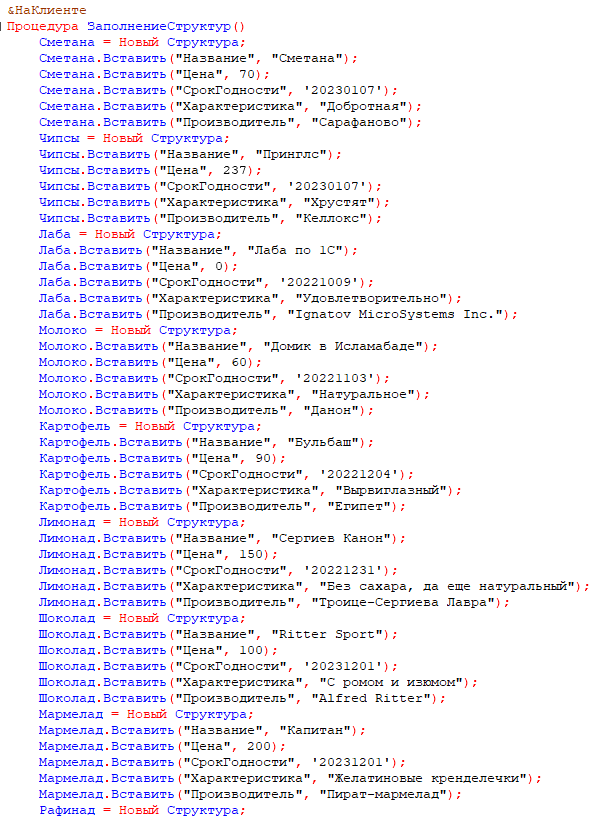 &НаКлиенте
Процедура ЗаполнениеСтруктур()
Сметана = Новый Структура;
Сметана.Вставить("Название", "Сметана");
Сметана.Вставить("Цена", 70);
Сметана.Вставить("СрокГодности", '20230107');
Сметана.Вставить("Характеристика", "Добротная");
Сметана.Вставить("Производитель", "Сарафаново");
Чипсы = Новый Структура;
Чипсы.Вставить("Название", "Принглс");
Чипсы.Вставить("Цена", 237);
Чипсы.Вставить("СрокГодности", '20230107');
Чипсы.Вставить("Характеристика", "Хрустят");
Чипсы.Вставить("Производитель", "Келлокс");
Лаба = Новый Структура;
Лаба.Вставить("Название", "Лаба по 1С");
Лаба.Вставить("Цена", 0);
Лаба.Вставить("СрокГодности", '20221009');
Лаба.Вставить("Характеристика", "Удовлетворительно");
Лаба.Вставить("Производитель", "Ignatov MicroSystems Inc.");
Молоко = Новый Структура;
Молоко.Вставить("Название", "Домик в Исламабаде");
Молоко.Вставить("Цена", 60);
Молоко.Вставить("СрокГодности", '20221103');
Молоко.Вставить("Характеристика", "Натуральное");
Молоко.Вставить("Производитель", "Данон");
Картофель = Новый Структура;
Картофель.Вставить("Название", "Бульбаш");
Картофель.Вставить("Цена", 90);
Картофель.Вставить("СрокГодности", '20221204');
Картофель.Вставить("Характеристика", "Вырвиглазный");
Картофель.Вставить("Производитель", "Египет");
Лимонад = Новый Структура;
Лимонад.Вставить("Название", "Сергиев Канон");
Лимонад.Вставить("Цена", 150);
Лимонад.Вставить("СрокГодности", '20221231');
Лимонад.Вставить("Характеристика", "Без сахара, да еще натуральный");
Лимонад.Вставить("Производитель", "Троице-Сергиева Лавра");
Шоколад = Новый Структура;
Шоколад.Вставить("Название", "Ritter Sport");
Шоколад.Вставить("Цена", 100);
Шоколад.Вставить("СрокГодности", '20231201');
Шоколад.Вставить("Характеристика", "С ромом и изюмом");
Шоколад.Вставить("Производитель", "Alfred Ritter");
Мармелад = Новый Структура;
Мармелад.Вставить("Название", "Капитан");
Мармелад.Вставить("Цена", 200);
Мармелад.Вставить("СрокГодности", '20231201');
Мармелад.Вставить("Характеристика", "Желатиновые кренделечки");
Мармелад.Вставить("Производитель", "Пират-мармелад");
Рафинад = Новый Структура;